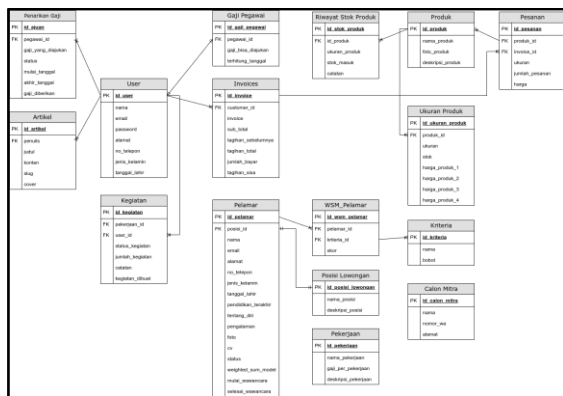 Penarikan Gaji
PK id_ajuan
PK pegawai_id
gaji_yang_diajukan
status
mulai_tanggal
akhir_tanggal
gaji_diberikan
Artikel
PK id_artikel
penulis
judul
konten
slug
cover
User
PK id_user
nama
email
password
alamat
no_telepon
jenis_kelamin
tanggal_lahir
Kegiatan
PK id_kegiatan
FK pekerjaan_id
FK user_id
status_kegiatan
jumlah_kegiatan
catatan
kegiatan_dibuat
Gaji Pegawai
PK id_gaji_pegawai
FK pegawai_id
gaji_bisa_diajukan
terhitung_tanggal
Invoices
PK id_invoice
FK customer_id
invoice
sub_total
tagihan_sebelumnya
tagihan_total
jumlah_bayar
tagihan_sisa
Pelamar
PK id_pelamar
FK posisi_id
nama
email
alamat
no_telepon
jenis_kelamin
tanggal_lahir
pendidikan_terakhir
tentang_diri
pengalaman
foto
cv
status
weighted_sum_model
mulai_wawancara
selesai_wawancara
Riwayat Stok Produk
PK id_stok_produk
FK id_produk
ukuran_produk
stok_masuk
catatan
WSM_Pelamar
PK id_wsm_pelamar
FK pelamar_id
FK kriteria_id
skor
Posisi Lowongan
PK id_posisi_lowongan
nama_posisi
deskripsi_posisi
Pekerjaan
PK id_pekerjaan
nama_pekerjaan
gaji_per_pekerjaan
deskripsi_pekerjaan
Produk
PK id_produk
nama_produk
foto_produk
deskripsi_produk
Ukuran Produk
PK id_ukuran_produk
FK produk_id
ukuran
stok
harga_produk_1
harga_produk_2
harga_produk_3
harga_produk_4
Kriteria
PK id_kriteria
nama
bobot
Calon Mitra
PK id_calon_mitra
nama
nomor_wa
alamat
Pesanan
PK id_pesanan
FK produk_id
FK invoice_id
ukuran
jumlah_pesanan
harga